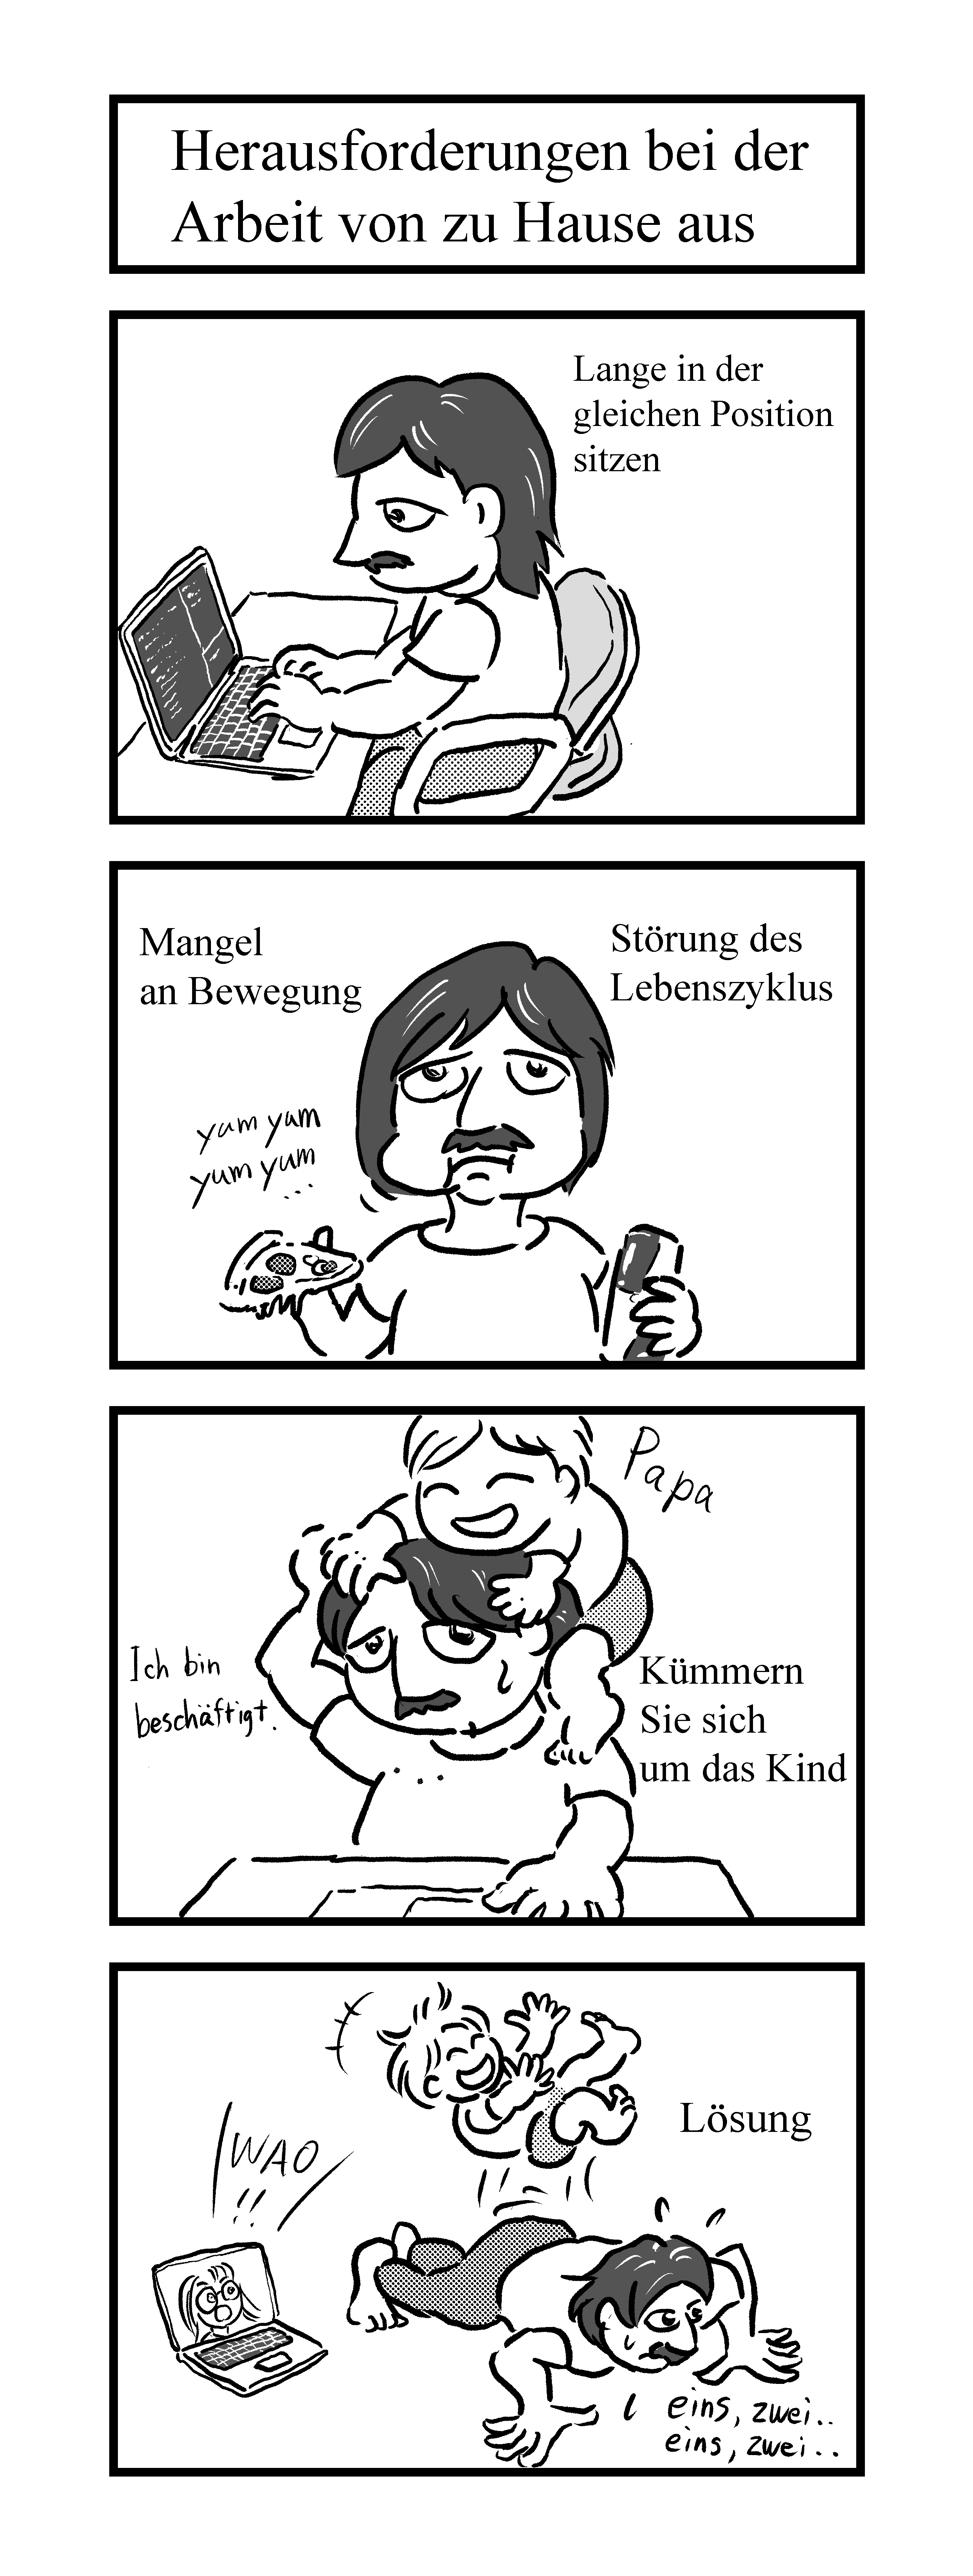 Herausforderungen bei der
Arbeit von zu Hause aus
Lange in der
gleichen Position
sitzen
Mangel
an Bewegung
Störung des
Lebenszyklus
yum yum
yum yum
...
Papa
Ich bin
beschäftigt.
...
Kümmern
Sie sich
um das Kind
Lösung
WAO
!!
eins, zwei..
eins, zwei..